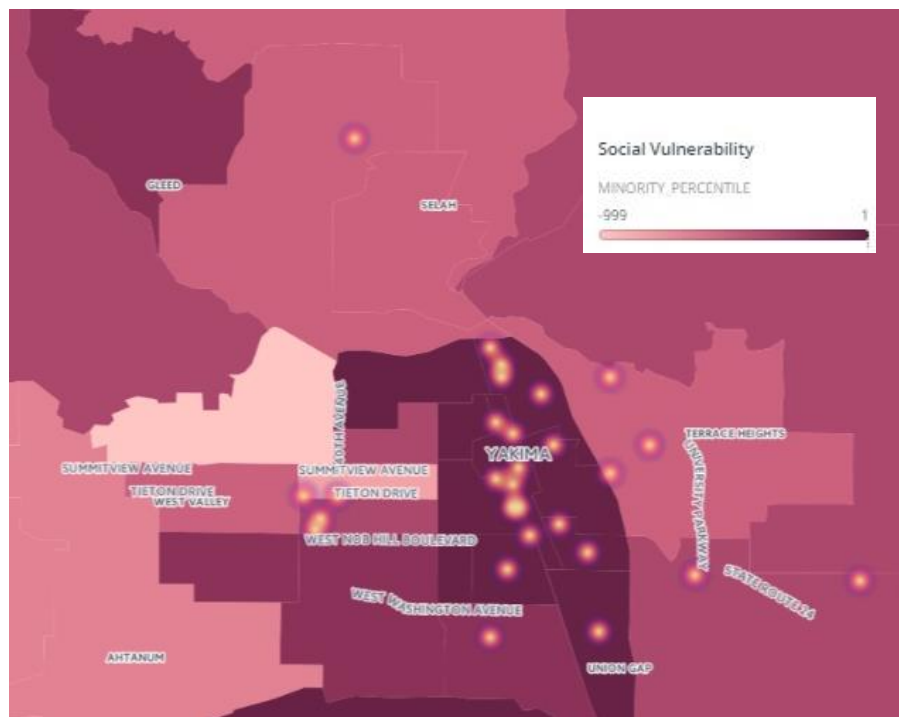 Social Vulnerability
MINORITY_PERCENTILE
-999 1
GLEED
SELAH
40TH AVENUE
YAKIMA
TERRACE HEIGHTS
SUMMITVIEW AVENUE
SUMMITVIEW AVENUE
UNIVERSITY PARKWAY
TIETON DRIVE
TIETON DRIVE
WEST VALLEY
WEST NOB HILL BOULEVARD
STATE ROUTE 24
WEST WASHINGTON AVENUE
AHTANUM
UNION GAP